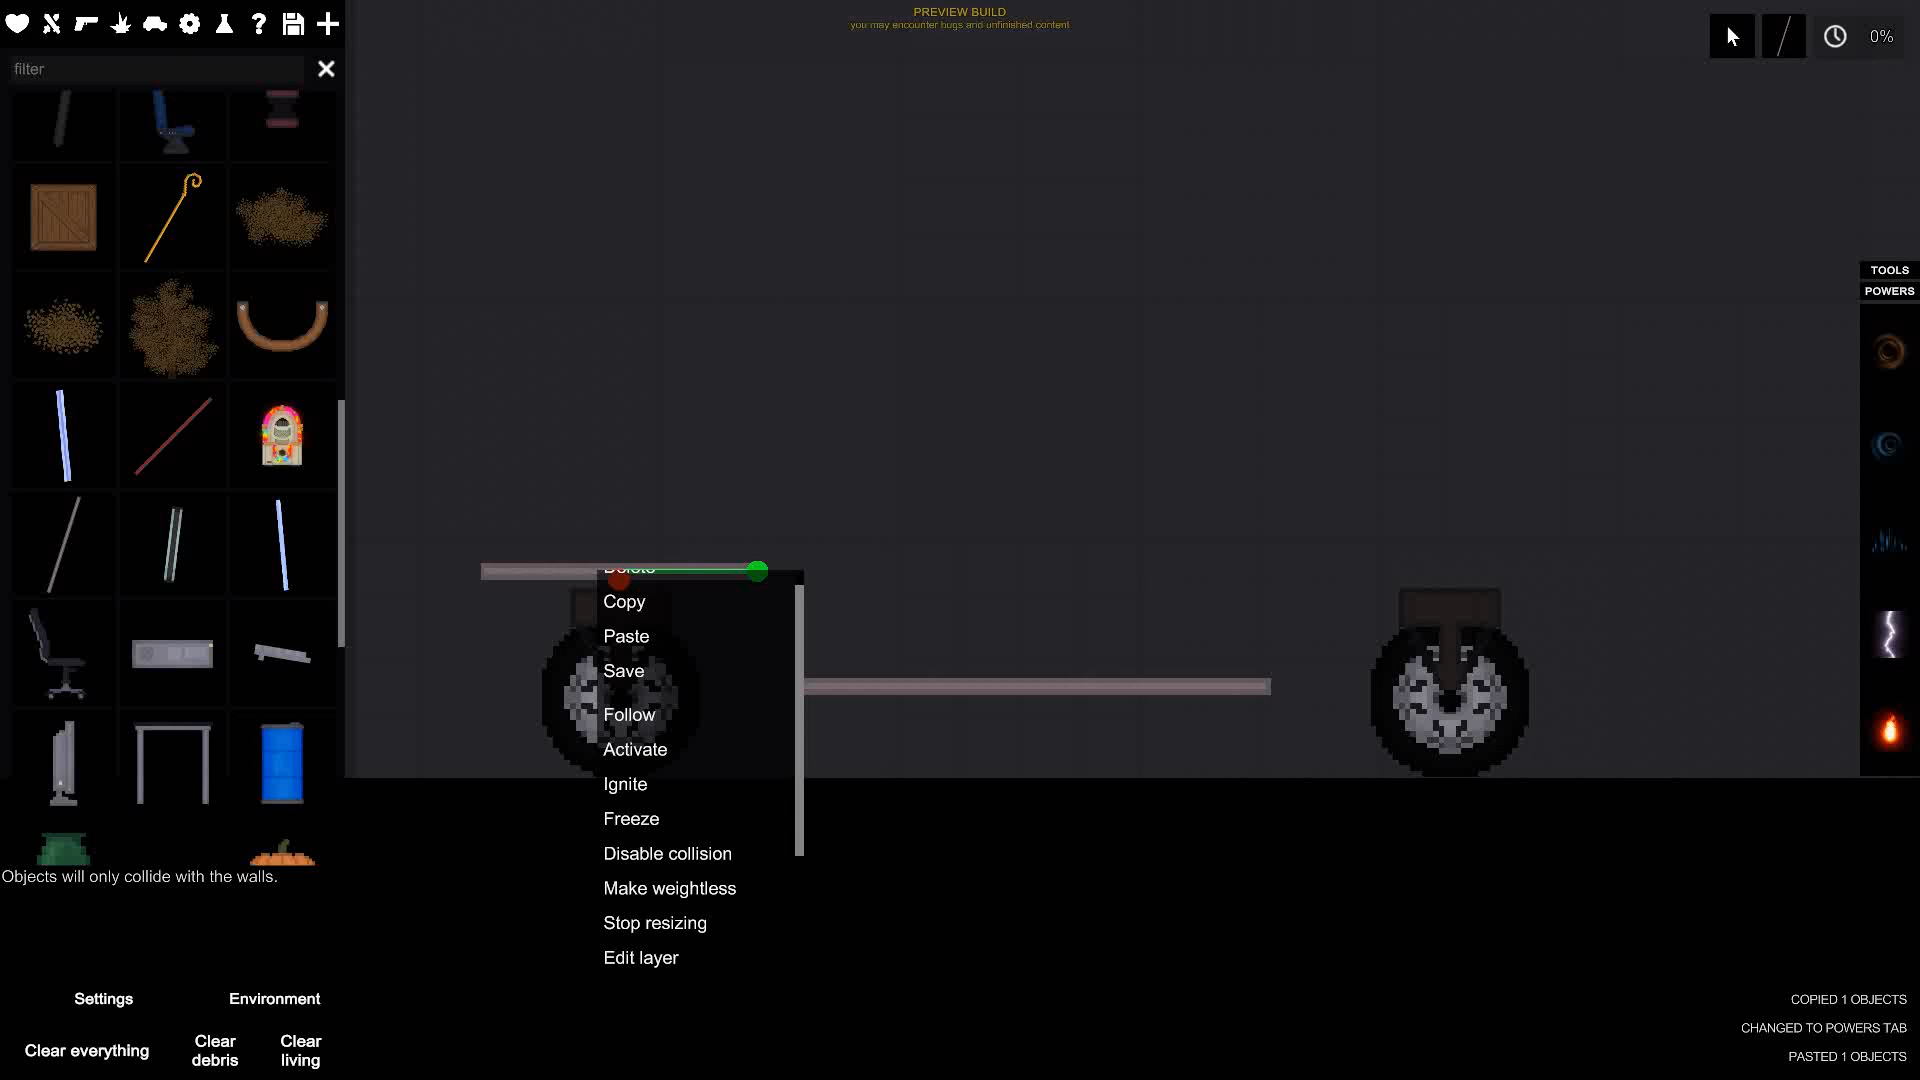 PREVIEW BUILD
you may encounter bugs and unfinished content
0%
filter
TOOLS
POWERS
Delete
Copy
Paste
Save
Follow
Activate
Ignite
Freeze
Disable collision
Make weightless
Stop resizing
Edit layer
Objects will only collide with the walls.
Settings
Environment
Clear everything
Clear
debris
Clear
living
COPIED 1 OBJECTS
CHANGED TO POWERS TAB
PASTED 1 OBJECTS